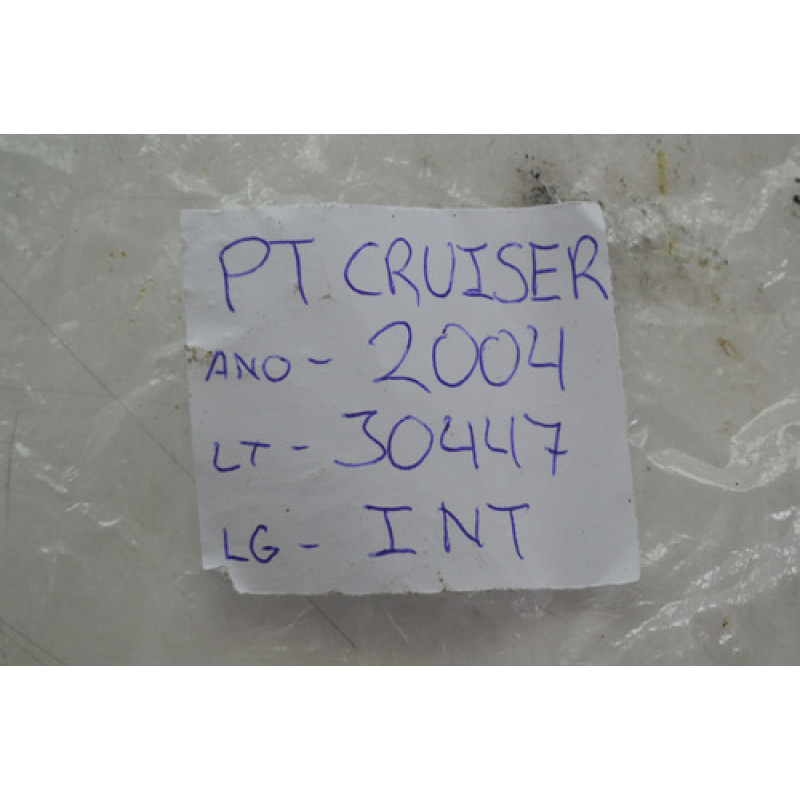 PT CRUISER
ANO - 2004
LT - 30447
LG - INT